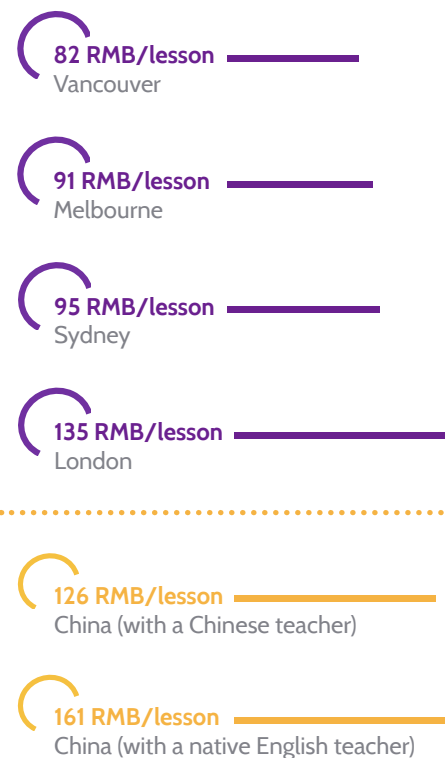 82 RMB/lesson
Vancouver
91 RMB/lesson
Melbourne
95 RMB/lesson
Sydney
135 RMB/lesson
London
126 RMB/lesson
China (with a Chinese teacher)
161 RMB/lesson
China (with a native English teacher)